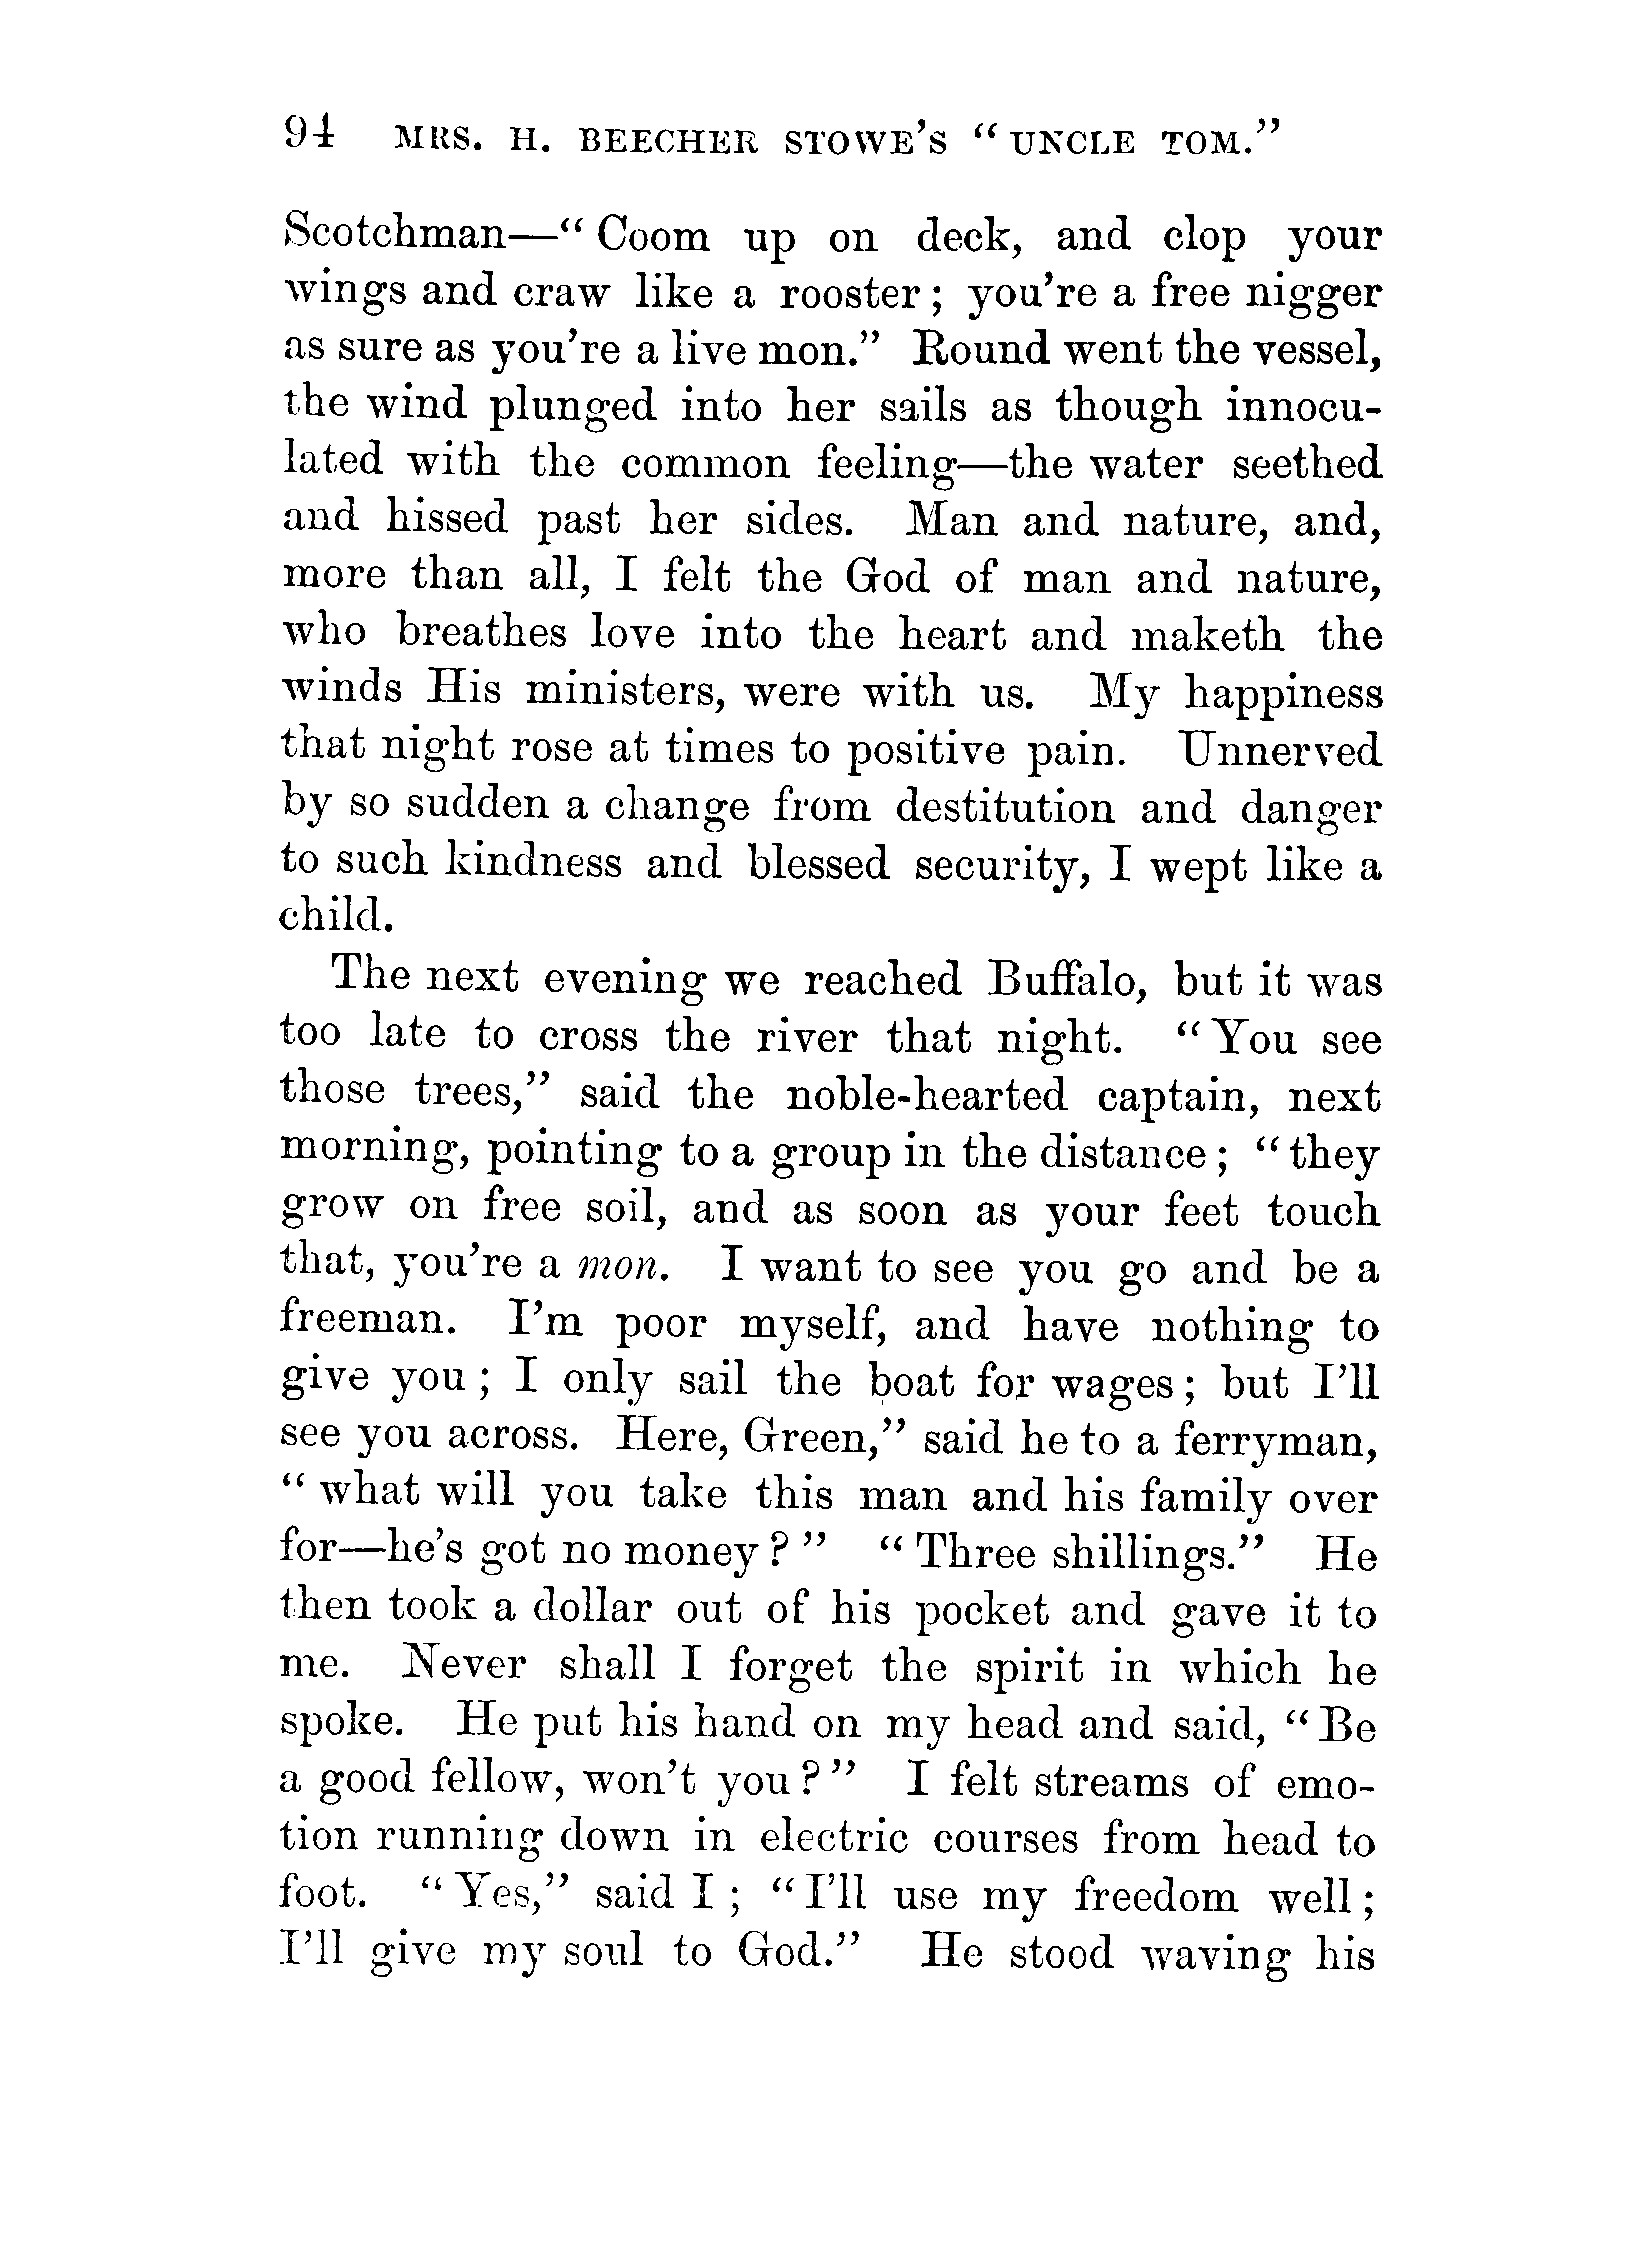 94 MRS. H. BEECHER STOWE'S "UNCLE TOM."
Scotchman—"Coom up on deck, and clop your
wings and craw like a rooster; you're a free nigger
as sure as you're a live mon." Round went the vessel,
the wind plunged into her sails as though innocu-
lated with the common feeling—the water seethed
and hissed past her sides. Man and nature, and,
more than all, I felt the God of man and nature,
who breathes love into the heart and maketh the
winds His ministers, were with us. My happiness
that night rose at times to positive pain. Unnerved
by so sudden a change from destitution and danger
to such kindness and blessed security, I wept like a
child.
The next evening we reached Buffalo, but it was
too late to cross the river that night. "You see
those trees," said the noble-hearted captain, next
morning, pointing to a group in the distance; "they
grow on free soil, and as soon as your feet touch
that, you're a mon. I want to see you go and be a
freeman. I'm poor myself, and have nothing to
give you; I only sail the boat for wages; but I'll
see you across. Here, Green," said he to a ferryman,
"what will you take this man and his family over
for—he's got no money?" "Three shillings." He
then took a dollar out of his pocket and gave it to
me. Never shall I forget the spirit in which he
spoke. He put his hand on my head and said, "Be
a good fellow, won't you?" I felt streams of emo-
tion running down in electric courses from head to
foot. "Yes," said I; "I'll use my freedom well;
I'll give my soul to God." He stood waving his